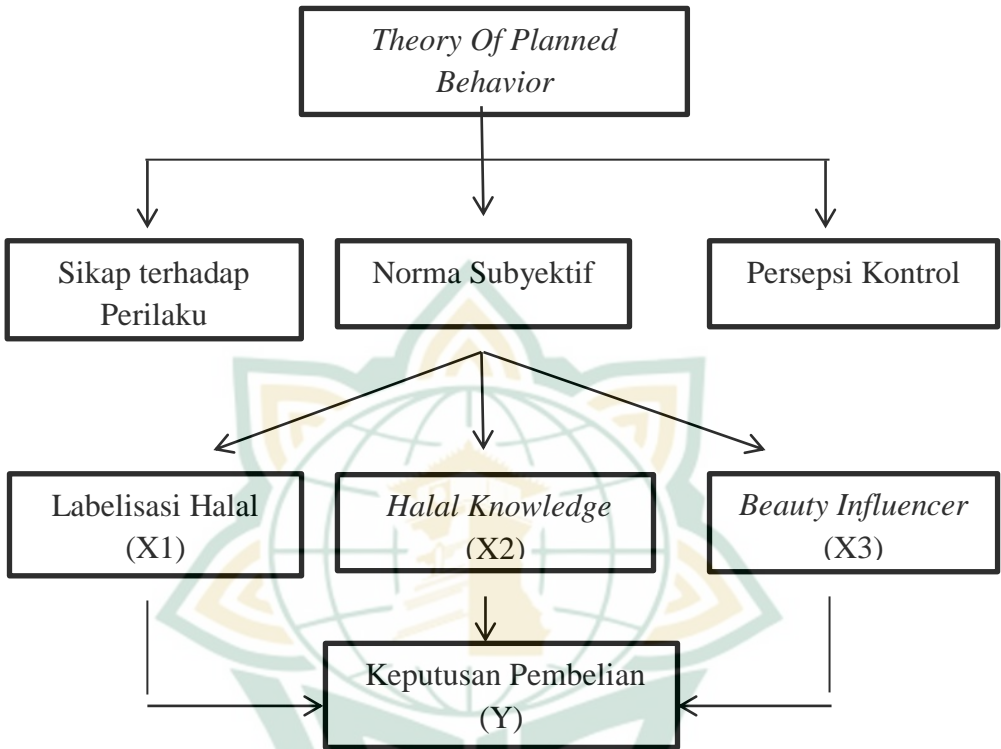 Theory Of Planned
Behavior
Sikap terhadap
Perilaku
Norma Subyektif
Persepsi Kontrol
Labelisasi Halal
(X1)
Halal Knowledge
(X2)
Beauty Influencer
(X3)
Keputusan Pembelian
(Y)